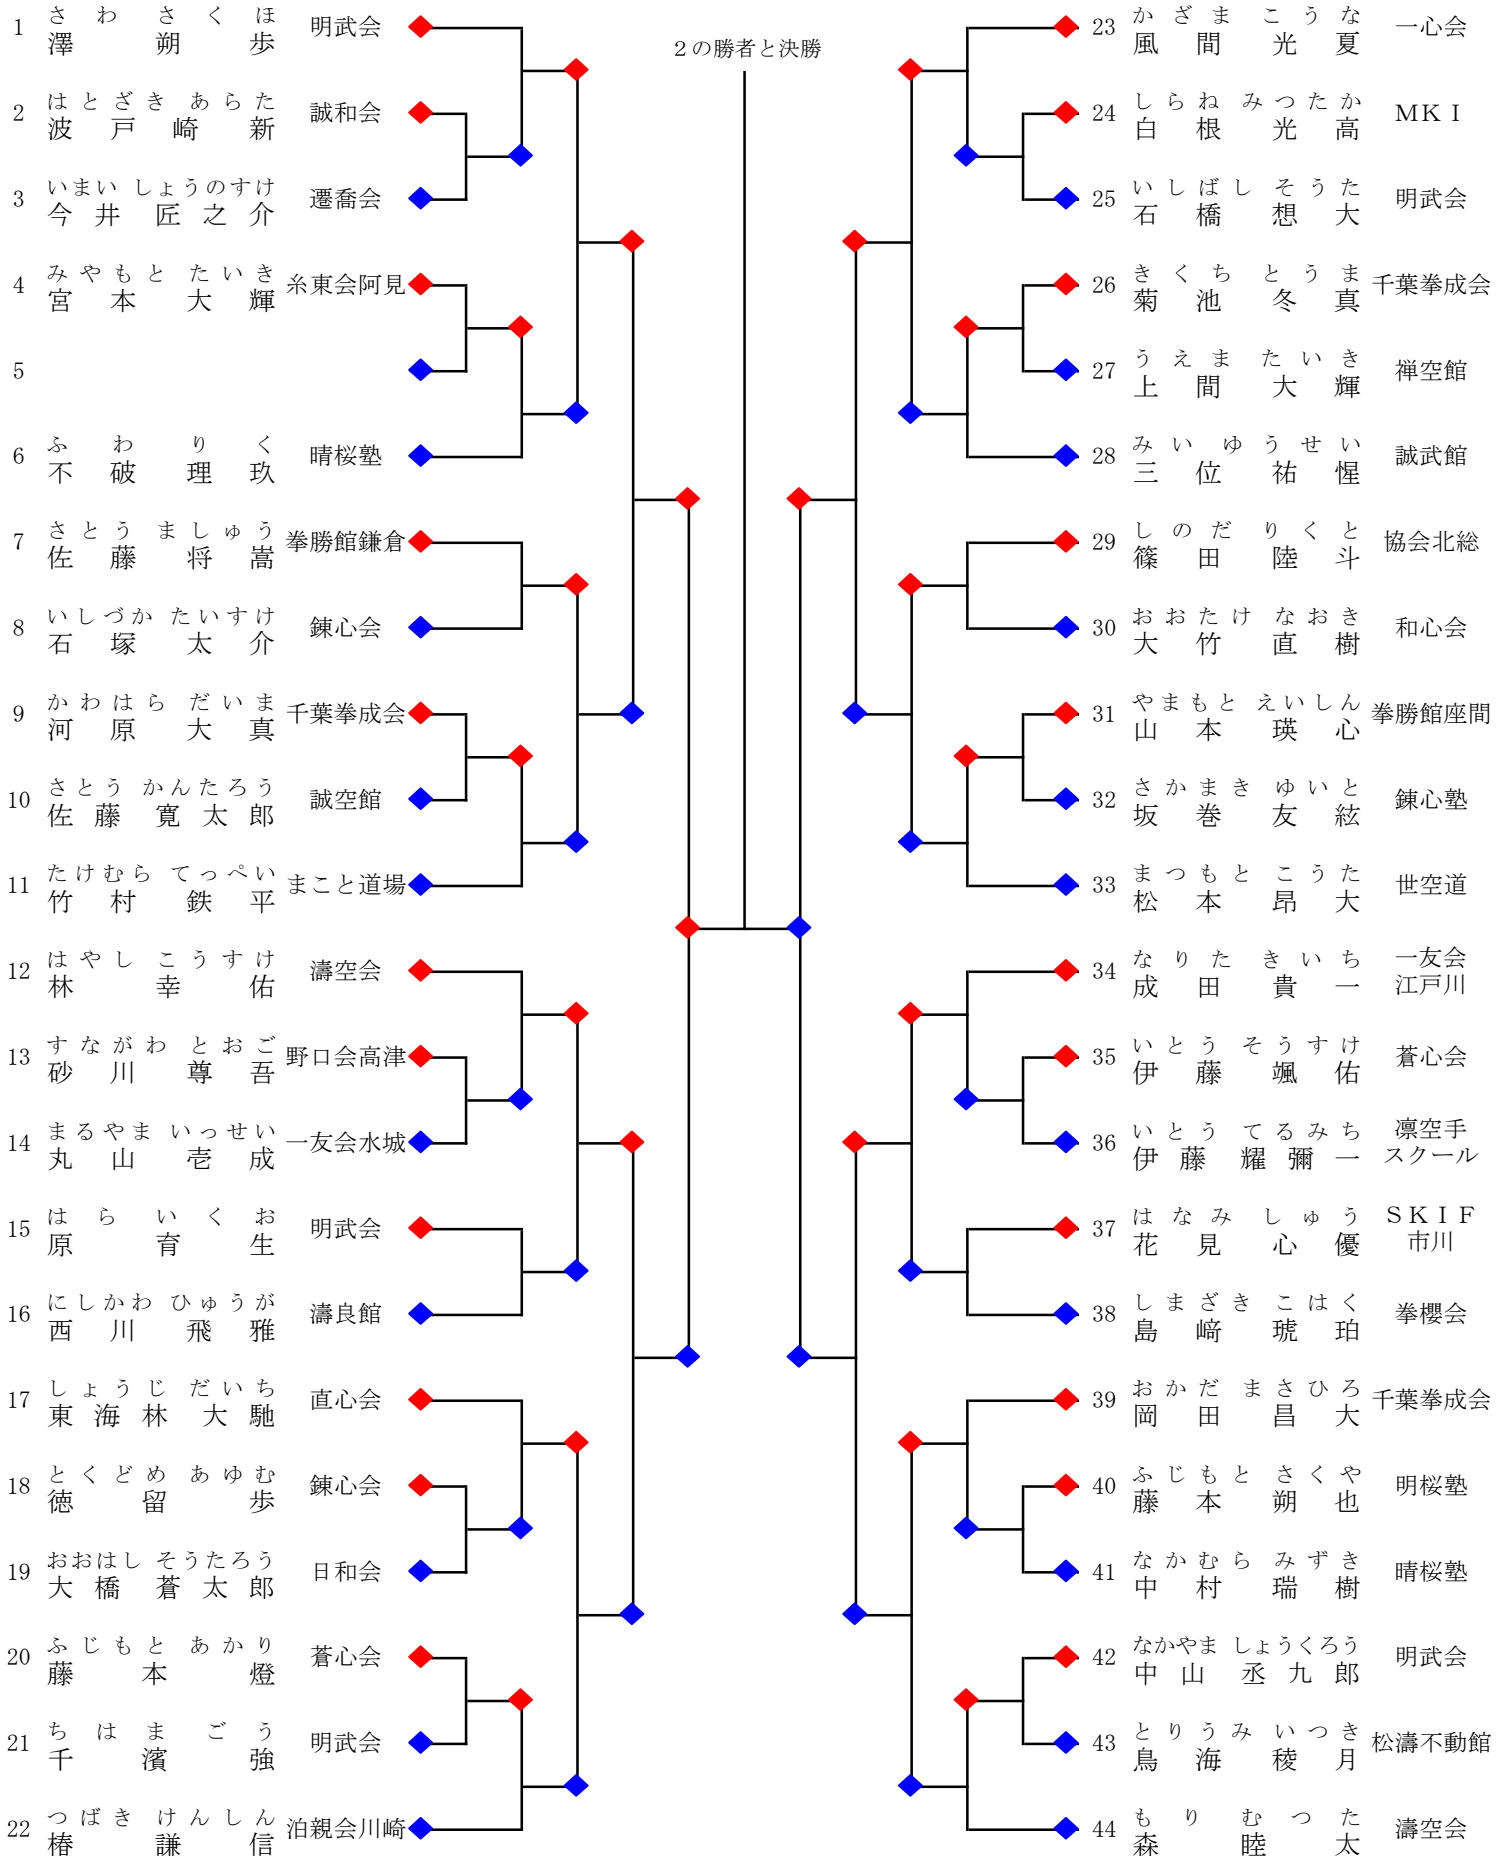 ２の勝者と決勝
さわ さくほ
1 澤 朔歩 明武会
はとざき あらた
2 波戸崎 新 誠和会
いまい しょうのすけ
3 今井 匠之介 遷喬会
みやもと たいき
4 宮本 大輝 糸東会阿見
5
ふわ りく
6 不破 理玖 晴桜塾
さとう ましゅう
7 佐藤 将嵩 拳勝館鎌倉
いしづか たいすけ
8 石塚 太介 錬心会
かわはら だいま
9 河原 大真 千葉拳成会
さとう かんたろう
10 佐藤 寛太郎 誠空館
たけむら てっぺい
11 竹村 鉄平 まこと道場
はやし こうすけ
12 林 幸佑 濤空会
すながわ とおご
13 砂川 尊吾 野口会高津
まるやま いっせい
14 丸山 壱成 一友会水城
はら いくお
15 原 育生 明武会
にしかわ ひゅうが
16 西川 飛雅 濤良館
しょうじ だいち
17 東海林 大馳 直心会
とくどめ あゆむ
18 徳留 歩 錬心会
おおはし そうたろう
19 大橋 蒼太郎 日和会
ふじもと あかり
20 藤本 燈 蒼心会
ちはま ごう
21 千濱 強 明武会
つばき けんしん
22 椿 謙信 泊親会川崎
かざま こうな
23 風間 光夏 一心会
しらね みつたか
24 白根 光高 ＭＫＩ
いしばし そうた
25 石橋 想大 明武会
きくち とうま
26 菊池 冬真 千葉拳成会
うえま たいき
27 上間 大輝 禅空館
みい ゆうせい
28 三位 祐惺 誠武館
しのだ りくと
29 篠田 陸斗 協会北総
おおたけ なおき
30 大竹 直樹 和心会
やまもと えいしん
31 山本 瑛心 拳勝館座間
さかまき ゆいと
32 坂巻 友絃 錬心塾
まつもと こうた
33 松本 昂大 世空道
なりた きいち 一友会
34 成田 貴一 江戸川
いとう そうすけ
35 伊藤 颯佑 蒼心会
いとう てるみち 凛空手
36 伊藤 耀彌一 スクール
はなみ しゅう ＳＫＩＦ
37 花見 心優 市川
しまざき こはく
38 島﨑 琥珀 拳櫻会
おかだ まさひろ
39 岡田 昌大 千葉拳成会
ふじもと さくや
40 藤本 朔也 明桜塾
なかむら みずき
41 中村 瑞樹 晴桜塾
なかやま しょうくろう
42 中山 丞九郎 明武会
とりうみ いつき
43 鳥海 稜月 松濤不動館
もり むつた
44 森 睦太 濤空会